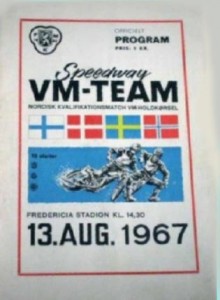 OFFICIELT
PROGRAM
PRIS: 1 KR.
Speedway
VM-TEAM
NORDISK KVALIFIKATIONSMATCH VM-HOLDKØRSEL
FREDERICIA STADION KL. 14,30
13. AUG. 1967